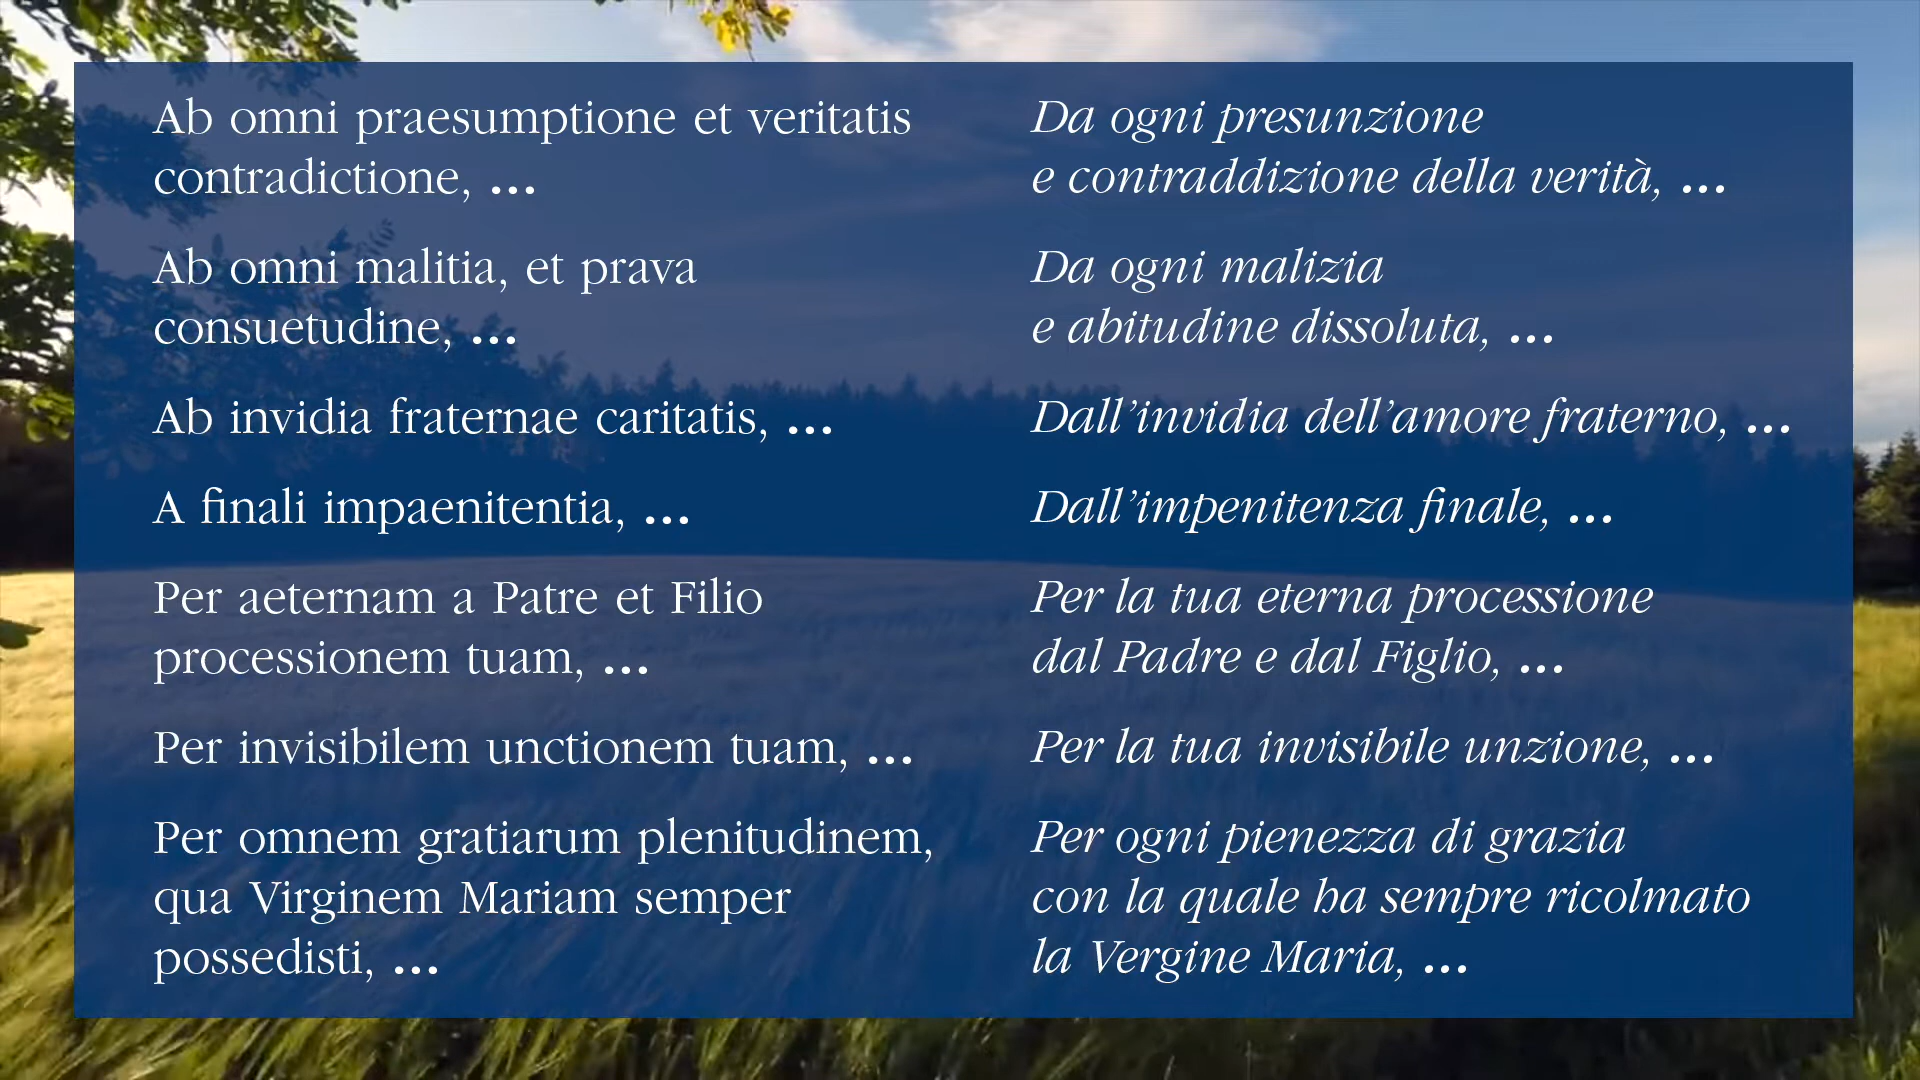 Ab omni praesumptione et veritatis
contradictione, ...
Ab omni malitia, et prava
consuetudine, ...
Ab invidia fraternae caritatis, ...
A finali impaenitentia, ...
Per aeternam a Patre et Filio
processionem tuam, ...
Per invisibilem unctionem tuam, ...
Per omnem gratiarum plenitudinem,
qua Virginem Mariam semper
possedisti, ...
Da ogni presunzione
e contraddizione della verità, ...
Da ogni malizia
e abitudine dissoluta, ...
Dall’invidia dell’amore fraterno, ...
Dall’impenitenza finale, ...
Per la tua eterna processione
dal Padre e dal Figlio, ...
Per la tua invisibile unzione, ...
Per ogni pienezza di grazia
con la quale ha sempre ricolmato
la Vergine Maria, ...